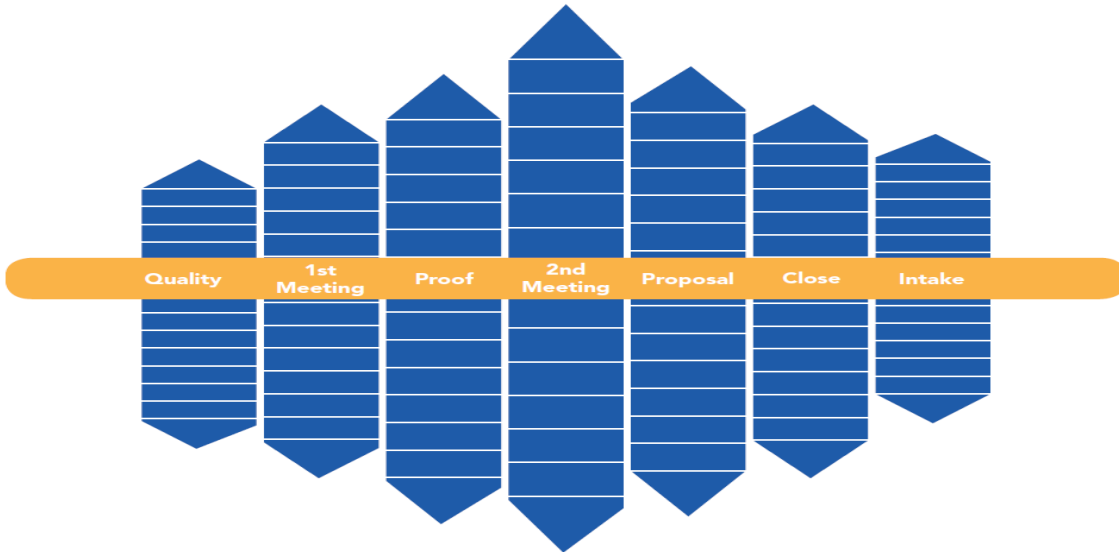 Quality
1st
Meeting
Proof
2nd
Meeting
Proposal
Close
Intake